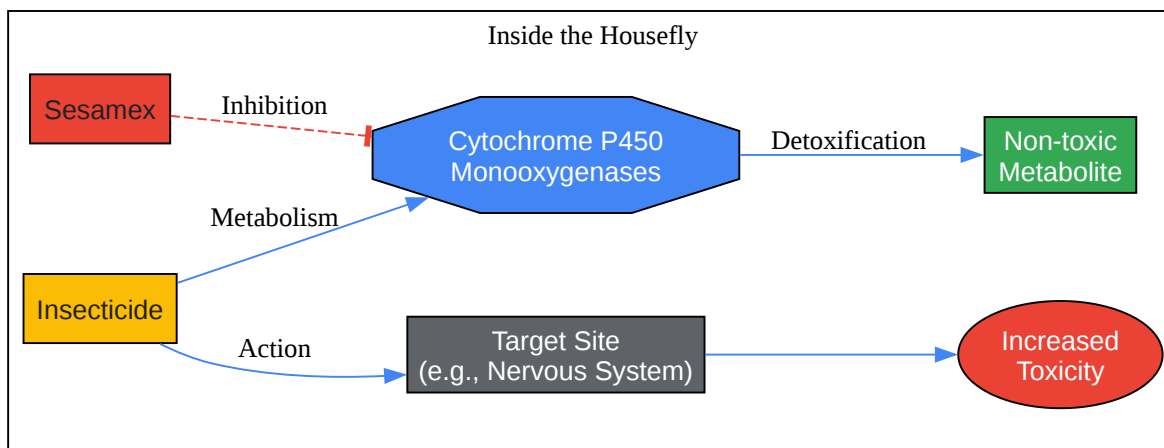 Inside the Housefly
Sesamex
Inhibition
Cytochrome P450
Monooxygenases
Detoxification
Non-toxic
Metabolite
Metabolism
Insecticide
Action
Target Site
(e.g., Nervous System)
Increased
Toxicity